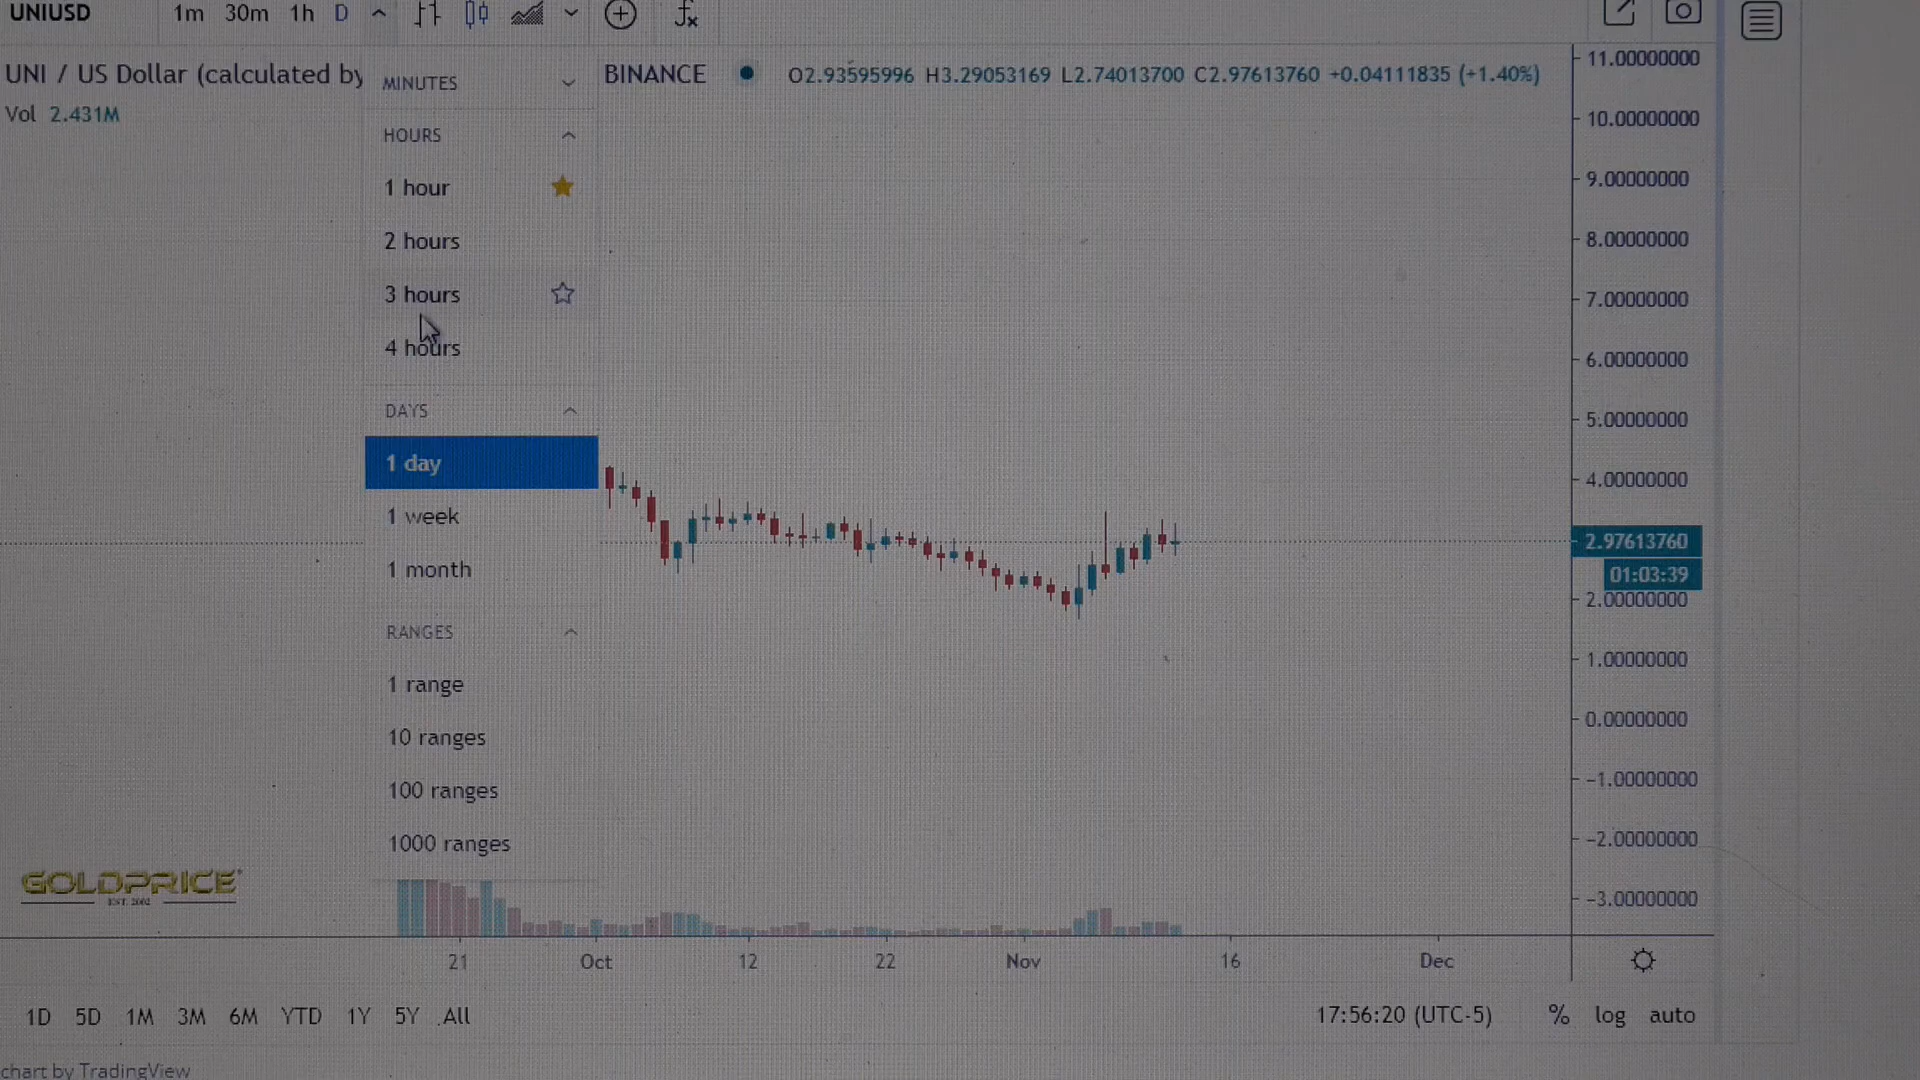 UNIUSD 1m 30m 1h D
UNI / US Dollar (calculated by BINANCE O2.93595996 H3.29053169 L2.74013700 C2.97613760 +0.04111835 (+1.40%)
Vol 2.431M
MINUTES
HOURS
1 hour
2 hours
3 hours
4 hours
DAYS
1 day
1 week
1 month
RANGES
1 range
10 ranges
100 ranges
1000 ranges
11.00000000
10.00000000
9.00000000
8.00000000
7.00000000
6.00000000
5.00000000
4.00000000
2.97613760
01:03:39
2.00000000
1.00000000
0.00000000
−1.00000000
−2.00000000
−3.00000000
GOLDPRICE
EST. 2002
21 Oct 12 22 Nov 16 Dec
1D 5D 1M 3M 6M YTD 1Y 5Y All 17:56:20 (UTC-5) % log auto
chart by TradingView